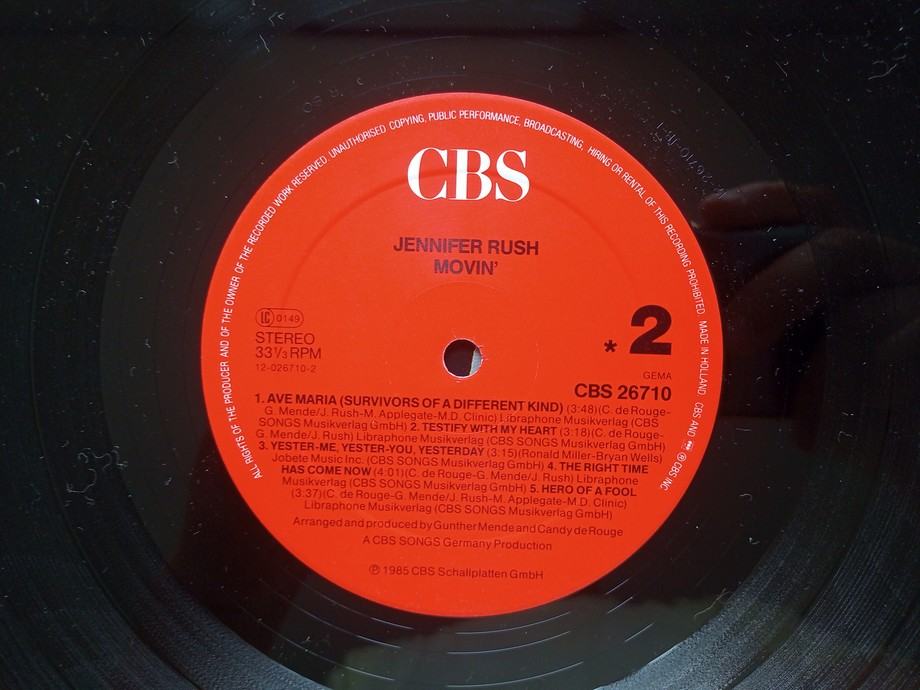 ALL RIGHTS OF THE PRODUCER AND OF THE OWNER OF THE RECORDED WORK RESERVED. UNAUTHORISED COPYING, PUBLIC PERFORMANCE, BROADCASTING, HIRING OR RENTAL OF THIS RECORDING PROHIBITED. MADE IN HOLLAND. CBS AND ® CBS INC
CBS
JENNIFER RUSH
MOVIN'
LC 0149
STEREO
33⅓ RPM
12-026710-2
* 2
GEMA
CBS 26710
1. AVE MARIA (SURVIVORS OF A DIFFERENT KIND) (3:48)(C. de Rouge-
G. Mende/J. Rush-M. Applegate-M.D. Clinic) Libraphone Musikverlag (CBS
SONGS Musikverlag GmbH) 2. TESTIFY WITH MY HEART (3:18)(C. de Rouge-
G. Mende/J. Rush) Libraphone Musikverlag (CBS SONGS Musikverlag GmbH)
3. YESTER-ME, YESTER-YOU, YESTERDAY (3:15)(Ronald Miller-Bryan Wells)
Jobete Music Inc. (CBS SONGS Musikverlag GmbH) 4. THE RIGHT TIME
HAS COME NOW (4:01)(C. de Rouge-G. Mende/J. Rush) Libraphone
Musikverlag (CBS SONGS Musikverlag GmbH) 5. HERO OF A FOOL
(3:37)(C. de Rouge-G. Mende/J. Rush-M. Applegate-M.D. Clinic)
Libraphone Musikverlag (CBS SONGS Musikverlag GmbH)
Arranged and produced by Gunther Mende and Candy de Rouge
A CBS SONGS Germany Production
℗ 1985 CBS Schallplatten GmbH